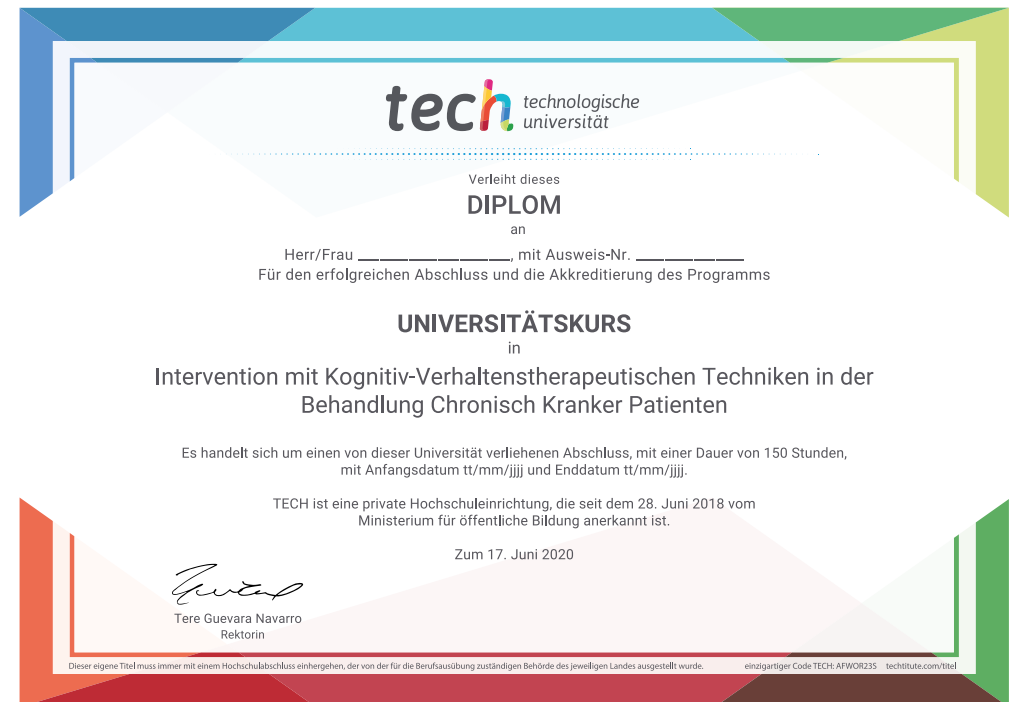 tech technologische
universität
Verleiht dieses
DIPLOM
an
Herr/Frau ________________, mit Ausweis-Nr. ____________
Für den erfolgreichen Abschluss und die Akkreditierung des Programms
UNIVERSITÄTSKURS
in
Intervention mit Kognitiv-Verhaltenstherapeutischen Techniken in der
Behandlung Chronisch Kranker Patienten
Es handelt sich um einen von dieser Universität verliehenen Abschluss, mit einer Dauer von 150 Stunden,
mit Anfangsdatum tt/mm/jjjj und Enddatum tt/mm/jjjj.
TECH ist eine private Hochschuleinrichtung, die seit dem 28. Juni 2018 vom
Ministerium für öffentliche Bildung anerkannt ist.
Zum 17. Juni 2020
Tere Guevara Navarro
Rektorin
Dieser eigene Titel muss immer mit einem Hochschulabschluss einhergehen, der von der für die Berufsausübung zuständigen Behörde des jeweiligen Landes ausgestellt wurde. einzigartiger Code TECH: AFWOR23S techtitute.com/titel